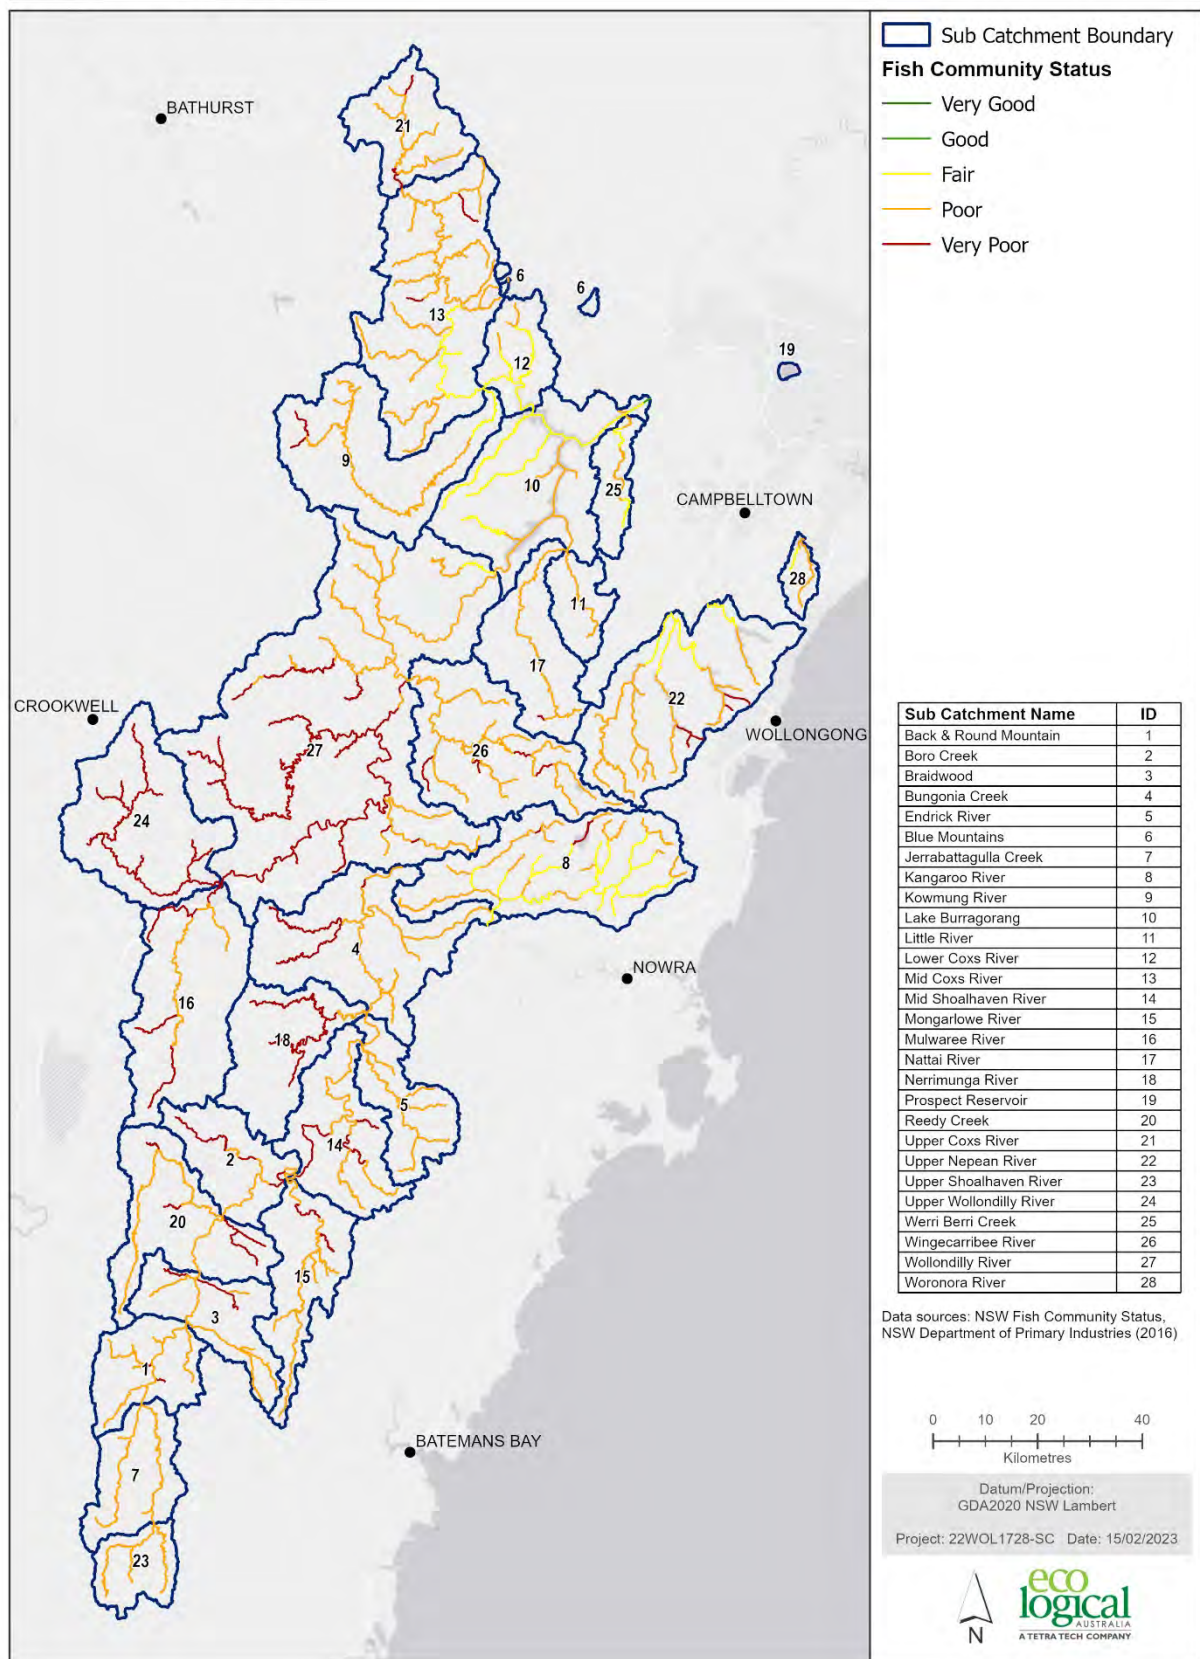 BATHURST
21
6
6
13
19
12
9
10
25
CAMPBELLTOWN
28
11
17
22
CROOKWELL
WOLLONGONG
27
26
24
8
4
NOWRA
16
18
5
14
2
20
15
3
1
BATEMANS BAY
7
23
Sub Catchment Boundary
Fish Community Status
Very Good
Good
Fair
Poor
Very Poor
Sub Catchment Name ID
Back & Round Mountain 1
Boro Creek 2
Braidwood 3
Bungonia Creek 4
Endrick River 5
Blue Mountains 6
Jerrabattagulla Creek 7
Kangaroo River 8
Kowmung River 9
Lake Burragorang 10
Little River 11
Lower Coxs River 12
Mid Coxs River 13
Mid Shoalhaven River 14
Mongarlowe River 15
Mulwaree River 16
Nattai River 17
Nerrimunga River 18
Prospect Reservoir 19
Reedy Creek 20
Upper Coxs River 21
Upper Nepean River 22
Upper Shoalhaven River 23
Upper Wollondilly River 24
Werri Berri Creek 25
Wingecarribee River 26
Wollondilly River 27
Woronora River 28
Data sources: NSW Fish Community Status,
NSW Department of Primary Industries (2016)
0 10 20 40
Kilometres
Datum/Projection:
GDA2020 NSW Lambert
Project: 22WOL1728-SC Date: 15/02/2023
N
eco
logical
AUSTRALIA
A TETRA TECH COMPANY